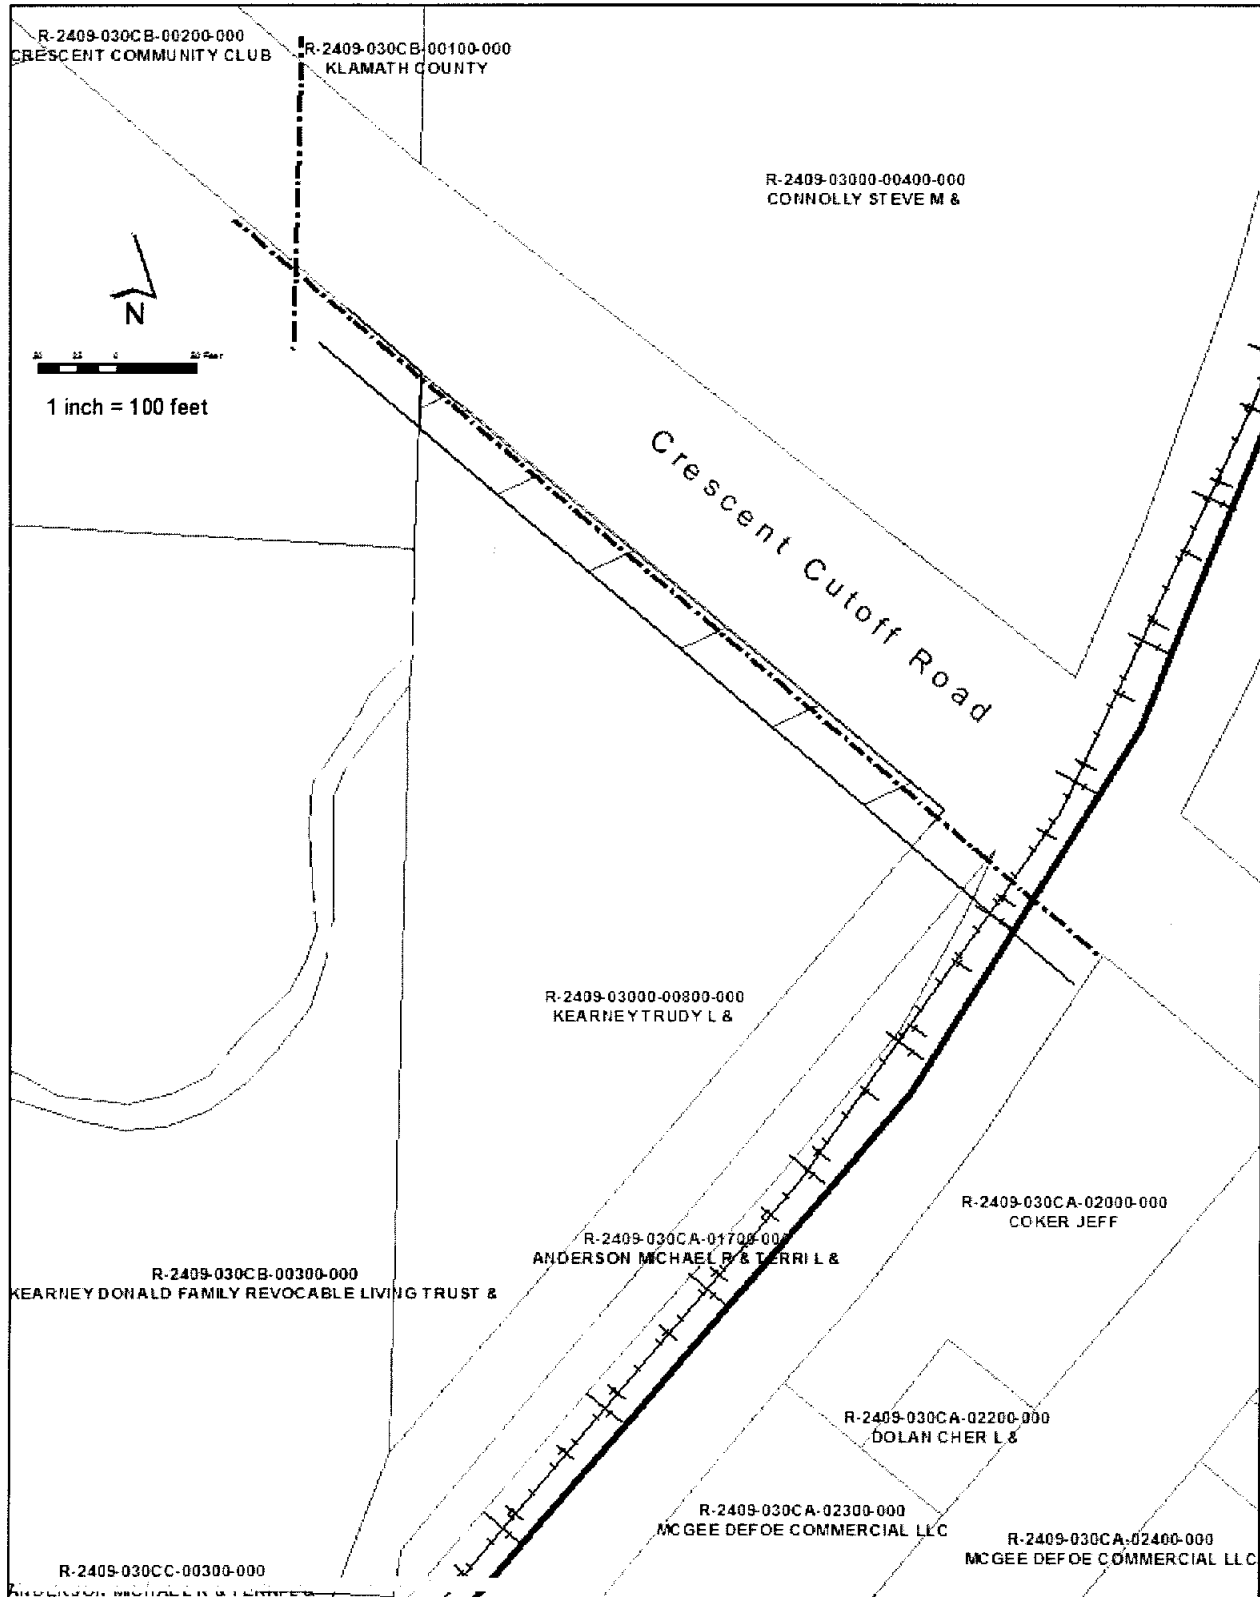 R-2409-030CB-00200-000
CRESCENT COMMUNITY CLUB
R-2409-030CB-00100-000
KLAMATH COUNTY
R-2409-03000-00400-000
CONNOLLY STEVE M &
N
1 inch = 100 feet
Crescent Cutoff Road
R-2409-03000-00800-000
KEARNEY TRUDY L &
R-2409-030CA-02000-000
COKER JEFF
R-2409-030CA-01700-000
ANDERSON MICHAEL R & TERRI L &
R-2409-030CB-00300-000
KEARNEY DONALD FAMILY REVOCABLE LIVING TRUST &
R-2409-030CA-02200-000
DOLAN CHER L &
R-2409-030CA-02300-000
MCGEE DEFOE COMMERCIAL LLC
R-2409-030CA-02400-000
MCGEE DEFOE COMMERCIAL LLC
R-2409-030CC-00300-000